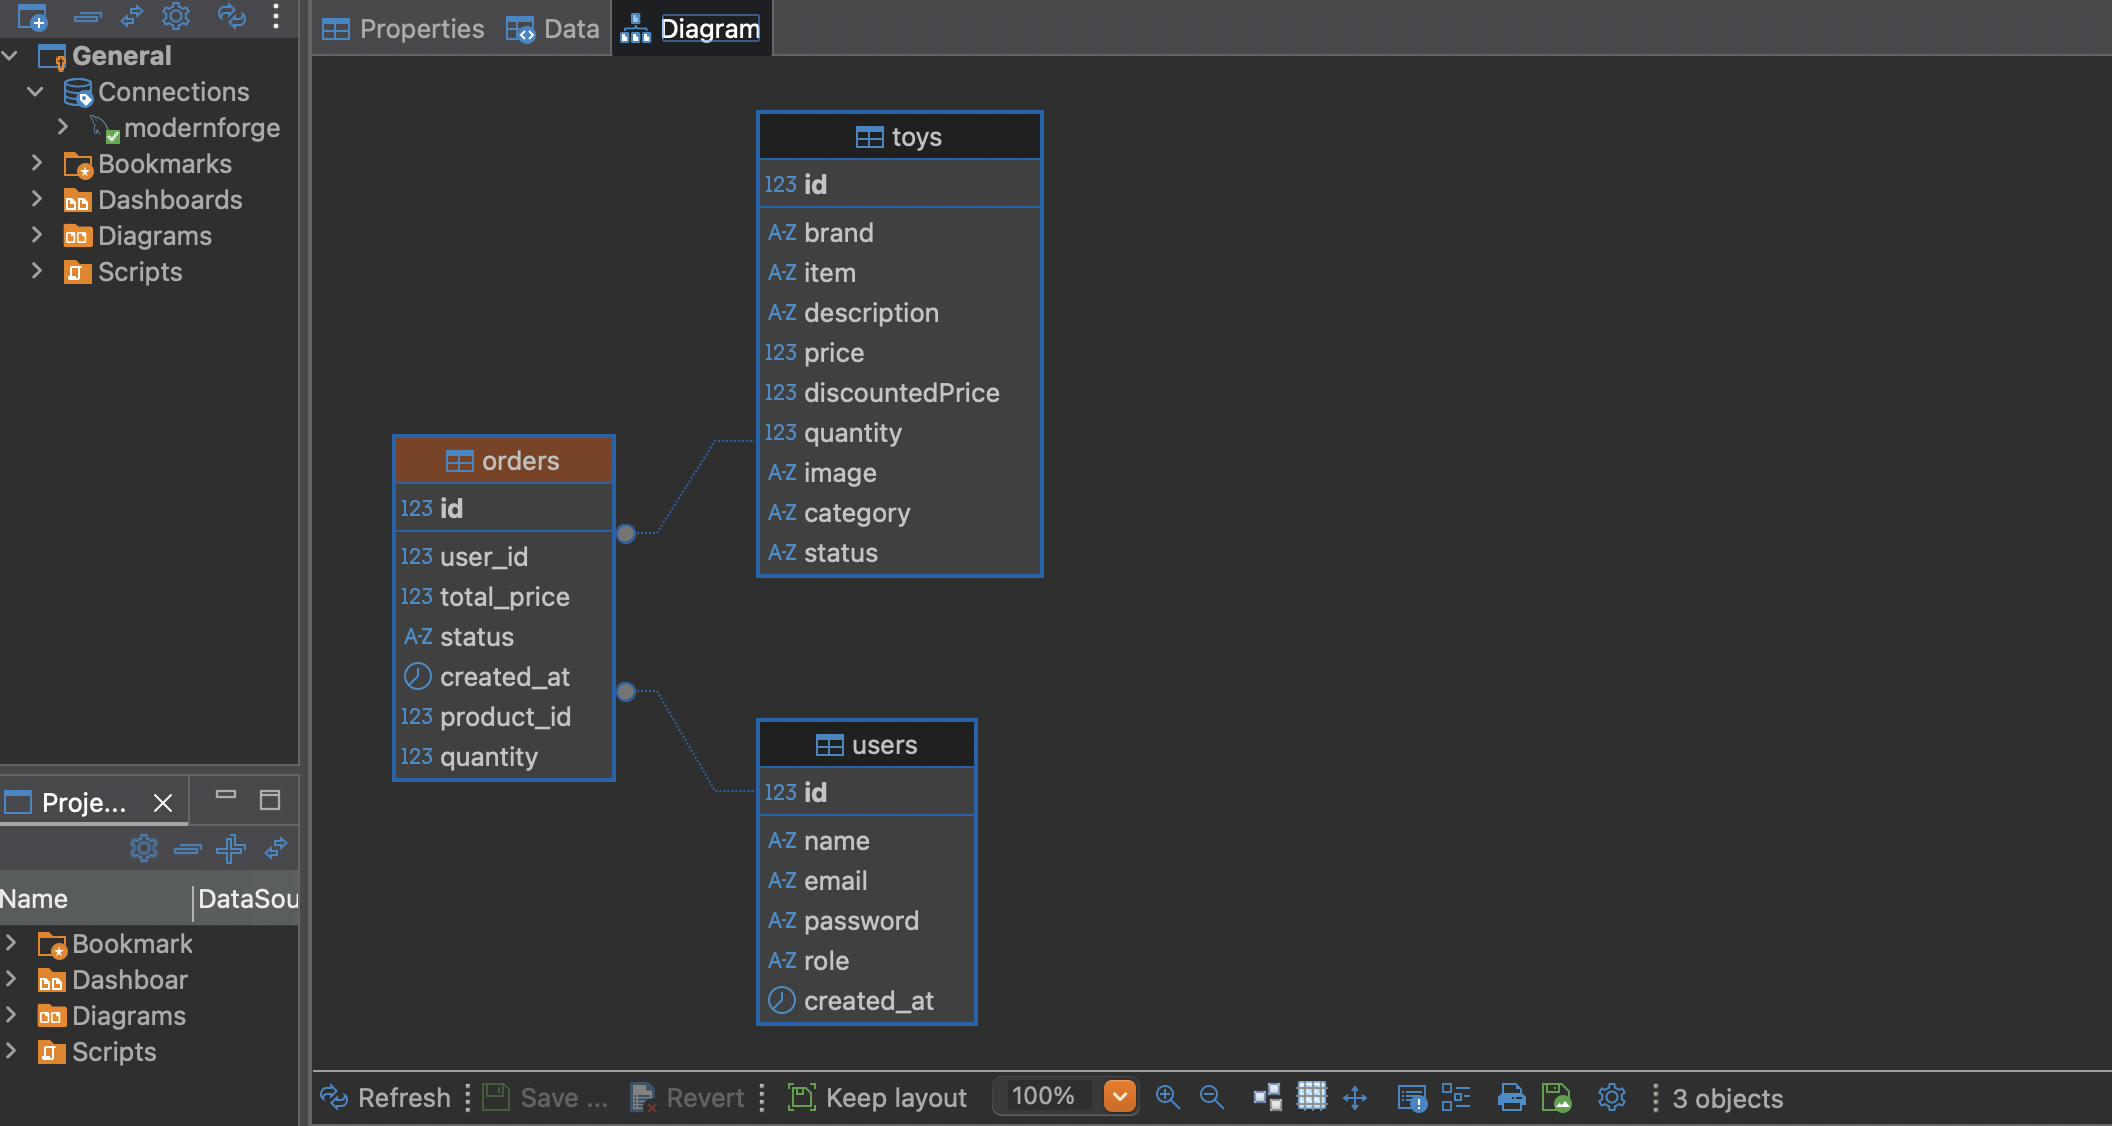 General
Connections
modernforge
Bookmarks
Dashboards
Diagrams
Scripts
Proje...
Name DataSou
Bookmark
Dashboar
Diagrams
Scripts
Properties Data Diagram
toys
123 id
A-Z brand
A-Z item
A-Z description
123 price
123 discountedPrice
123 quantity
A-Z image
A-Z category
A-Z status
orders
123 id
123 user_id
123 total_price
A-Z status
created_at
123 product_id
123 quantity
users
123 id
A-Z name
A-Z email
A-Z password
A-Z role
created_at
Refresh Save ... Revert Keep layout 100% 3 objects